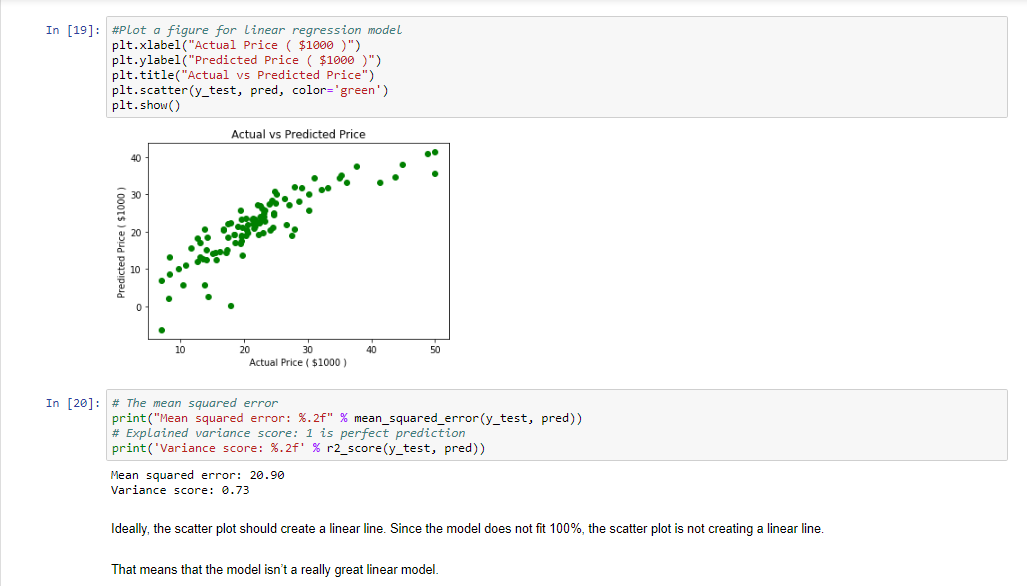 In [19]: #Plot a figure for linear regression model
plt.xlabel("Actual Price ( $1000 )")
plt.ylabel("Predicted Price ( $1000 )")
plt.title("Actual vs Predicted Price")
plt.scatter(y_test, pred, color='green')
plt.show()
Actual vs Predicted Price
40
30
20
10
0
Predicted Price ( $1000 )
10 20 30 40 50
Actual Price ( $1000 )
In [20]: # The mean squared error
print("Mean squared error: %.2f" % mean_squared_error(y_test, pred))
# Explained variance score: 1 is perfect prediction
print('Variance score: %.2f' % r2_score(y_test, pred))
Mean squared error: 20.90
Variance score: 0.73
Ideally, the scatter plot should create a linear line. Since the model does not fit 100%, the scatter plot is not creating a linear line.
That means that the model isn't a really great linear model.